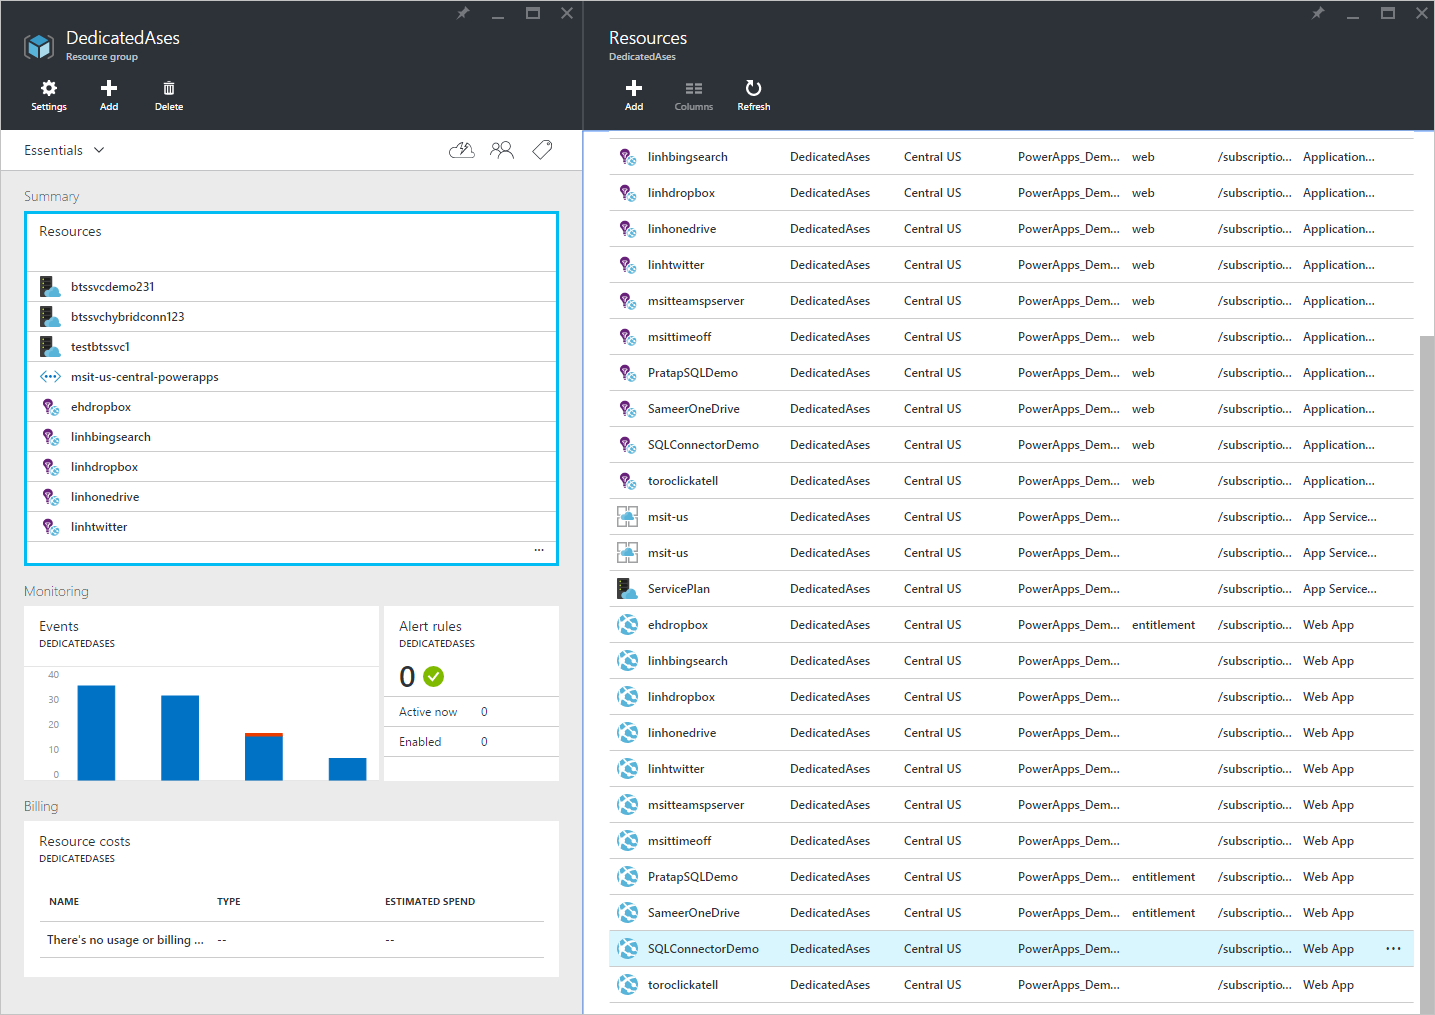 DedicatedAses
Resource group
Settings
Add
Delete
Essentials
Summary
Resources
btssvcdemo231
btssvchybridconn123
testbtssvc1
msit-us-central-powerapps
ehdropbox
linhbingsearch
linhdropbox
linhonedrive
linhtwitter
...
Monitoring
Events
DEDICATEDASES
40
30
20
10
0
Alert rules
DEDICATEDASES
0
Active now 0
Enabled 0
Billing
Resource costs
DEDICATEDASES
NAME TYPE ESTIMATED SPEND
There's no usage or billing ... -- --
Resources
DedicatedAses
Add
Columns
Refresh
linhbingsearch DedicatedAses Central US PowerApps_Dem... web /subscriptio... Application...
linhdropbox DedicatedAses Central US PowerApps_Dem... web /subscriptio... Application...
linhonedrive DedicatedAses Central US PowerApps_Dem... web /subscriptio... Application...
linhtwitter DedicatedAses Central US PowerApps_Dem... web /subscriptio... Application...
msitteamspserver DedicatedAses Central US PowerApps_Dem... web /subscriptio... Application...
msittimeoff DedicatedAses Central US PowerApps_Dem... web /subscriptio... Application...
PratapSQLDemo DedicatedAses Central US PowerApps_Dem... web /subscriptio... Application...
SameerOneDrive DedicatedAses Central US PowerApps_Dem... web /subscriptio... Application...
SQLConnectorDemo DedicatedAses Central US PowerApps_Dem... web /subscriptio... Application...
toroclickatell DedicatedAses Central US PowerApps_Dem... web /subscriptio... Application...
msit-us DedicatedAses Central US PowerApps_Dem... /subscriptio... App Service...
msit-us DedicatedAses Central US PowerApps_Dem... /subscriptio... App Service...
ServicePlan DedicatedAses Central US PowerApps_Dem... /subscriptio... App Service...
ehdropbox DedicatedAses Central US PowerApps_Dem... entitlement /subscriptio... Web App
linhbingsearch DedicatedAses Central US PowerApps_Dem... /subscriptio... Web App
linhdropbox DedicatedAses Central US PowerApps_Dem... /subscriptio... Web App
linhonedrive DedicatedAses Central US PowerApps_Dem... /subscriptio... Web App
linhtwitter DedicatedAses Central US PowerApps_Dem... /subscriptio... Web App
msitteamspserver DedicatedAses Central US PowerApps_Dem... /subscriptio... Web App
msittimeoff DedicatedAses Central US PowerApps_Dem... /subscriptio... Web App
PratapSQLDemo DedicatedAses Central US PowerApps_Dem... entitlement /subscriptio... Web App
SameerOneDrive DedicatedAses Central US PowerApps_Dem... entitlement /subscriptio... Web App
SQLConnectorDemo DedicatedAses Central US PowerApps_Dem... /subscriptio... Web App ...
toroclickatell DedicatedAses Central US PowerApps_Dem... /subscriptio... Web App